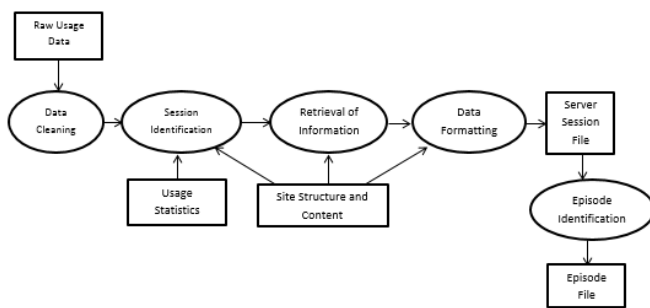 Raw Usage
Data
Data
Cleaning
Session
Identification
Retrieval of
Information
Data
Formatting
Server
Session
File
Usage
Statistics
Site Structure and
Content
Episode
Identification
Episode
File